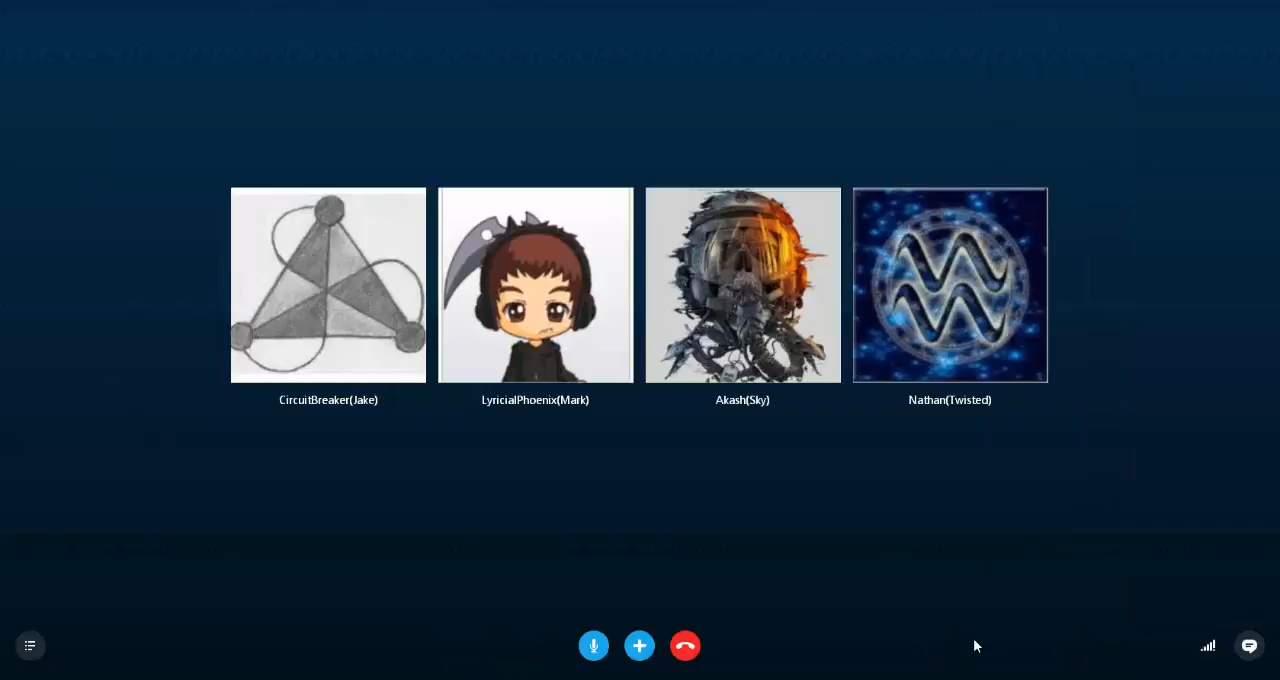 CircuitBreaker(Jake)
LyricialPhoenix(Mark)
Akash(Sky)
Nathan(Twisted)